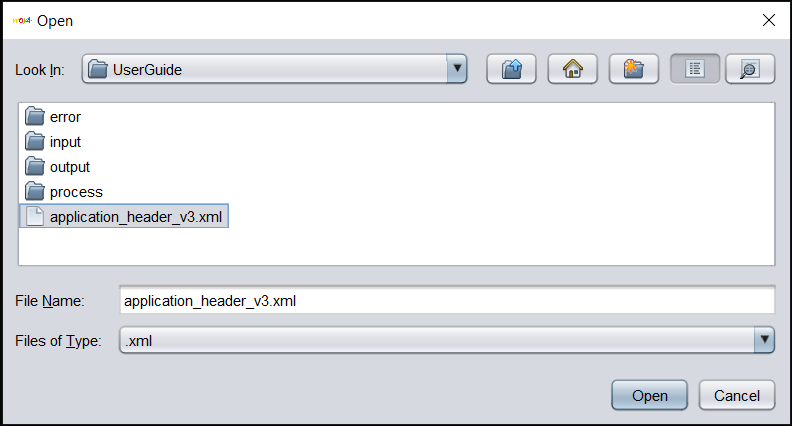 Open
Look In: UserGuide
error
input
output
process
application_header_v3.xml
File Name: application_header_v3.xml
Files of Type: .xml
Open Cancel